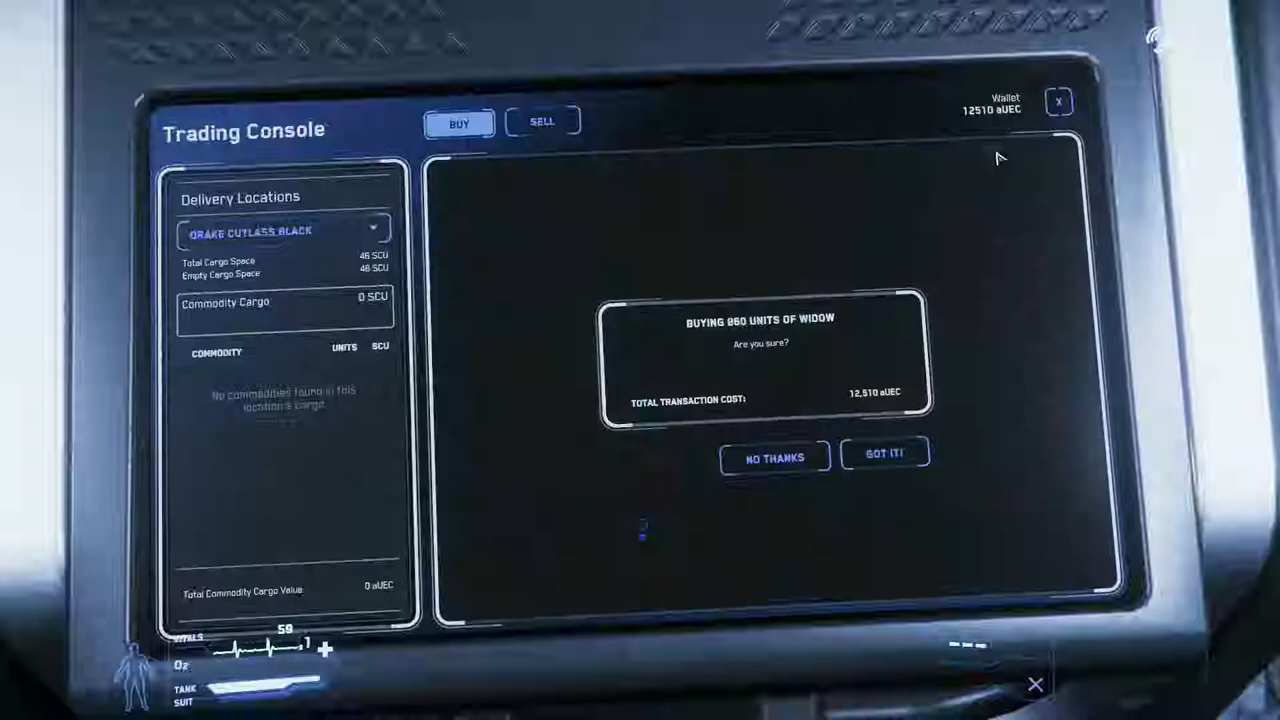 Trading Console
BUY
SELL
Wallet
12510 aUEC
X
Delivery Locations
DRAKE CUTLASS BLACK
Total Cargo Space 46 SCU
Empty Cargo Space 46 SCU
Commodity Cargo 0 SCU
COMMODITY UNITS SCU
No commodities found in this
location's cargo.
Total Commodity Cargo Value 0 aUEC
BUYING 860 UNITS OF WIDOW
Are you sure?
TOTAL TRANSACTION COST: 12,510 aUEC
NO THANKS
GOT IT!
VITALS
59
1
O2
TANK
SUIT